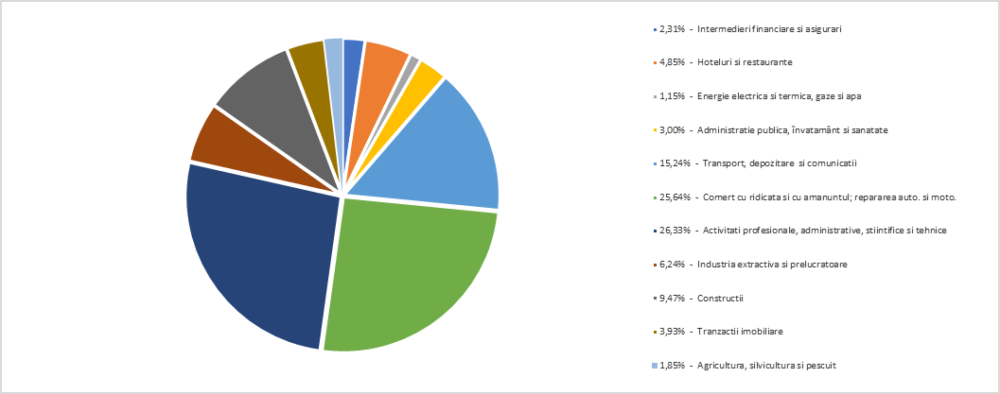 2,31% - Intermedieri financiare si asigurari
4,85% - Hoteluri si restaurante
1,15% - Energie electrica si termica, gaze si apa
3,00% - Administratie publica, învatamânt si sanatate
15,24% - Transport, depozitare si comunicatii
25,64% - Comert cu ridicata si cu amanuntul; repararea auto. si moto.
26,33% - Activitati profesionale, administrative, stiintifice si tehnice
6,24% - Industria extractiva si prelucratoare
9,47% - Constructii
3,93% - Tranzactii imobiliare
1,85% - Agricultura, silvicultura si pescuit